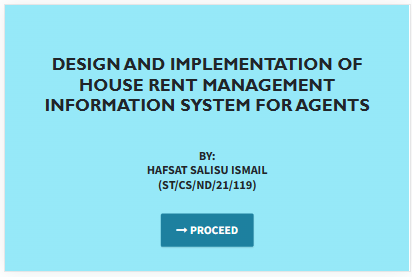 DESIGN AND IMPLEMENTATION OF
HOUSE RENT MANAGEMENT
INFORMATION SYSTEM FOR AGENTS
BY:
HAFSAT SALISU ISMAIL
(ST/CS/ND/21/119)
→ PROCEED